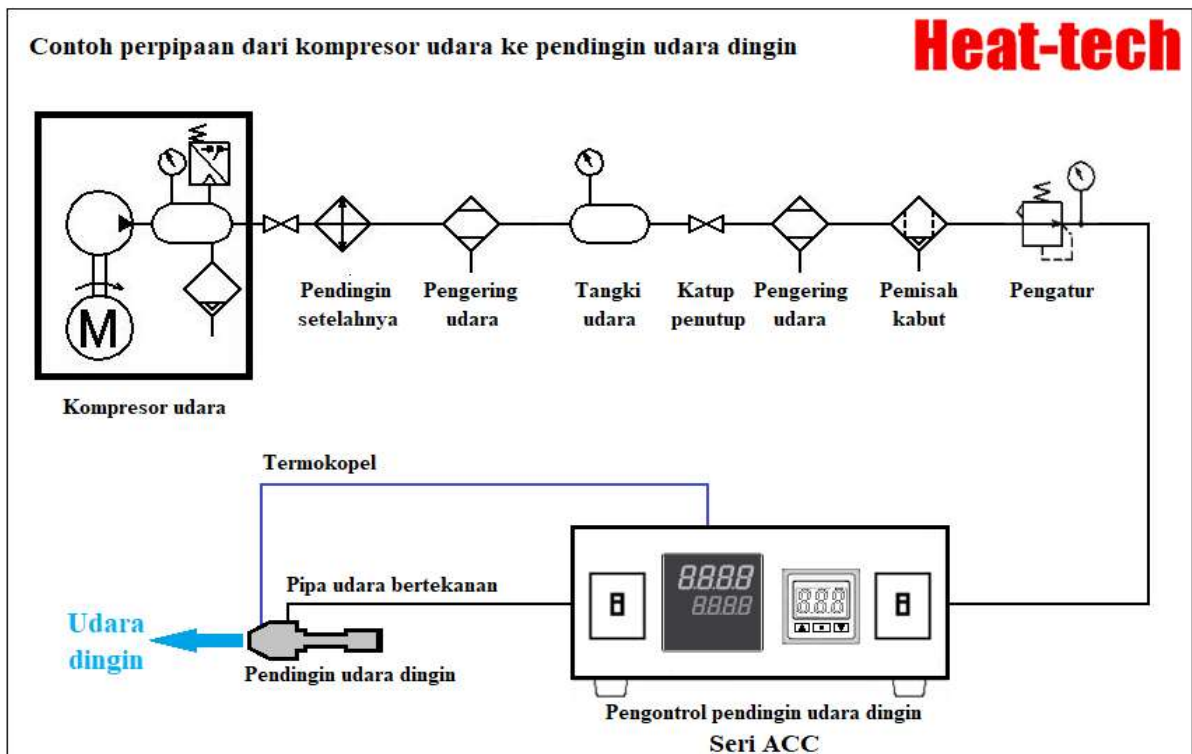 Contoh perpipaan dari kompresor udara ke pendingin udara dingin
Heat-tech
M
Kompresor udara
Pendingin
setelahnya
Pengering
udara
Tangki
udara
Katup
penutup
Pengering
udara
Pemisah
kabut
Pengatur
Termokopel
Pipa udara bertekanan
Udara
dingin
Pendingin udara dingin
8
8.8.8.8
8.8.8.8
888
8
Pengontrol pendingin udara dingin
Seri ACC